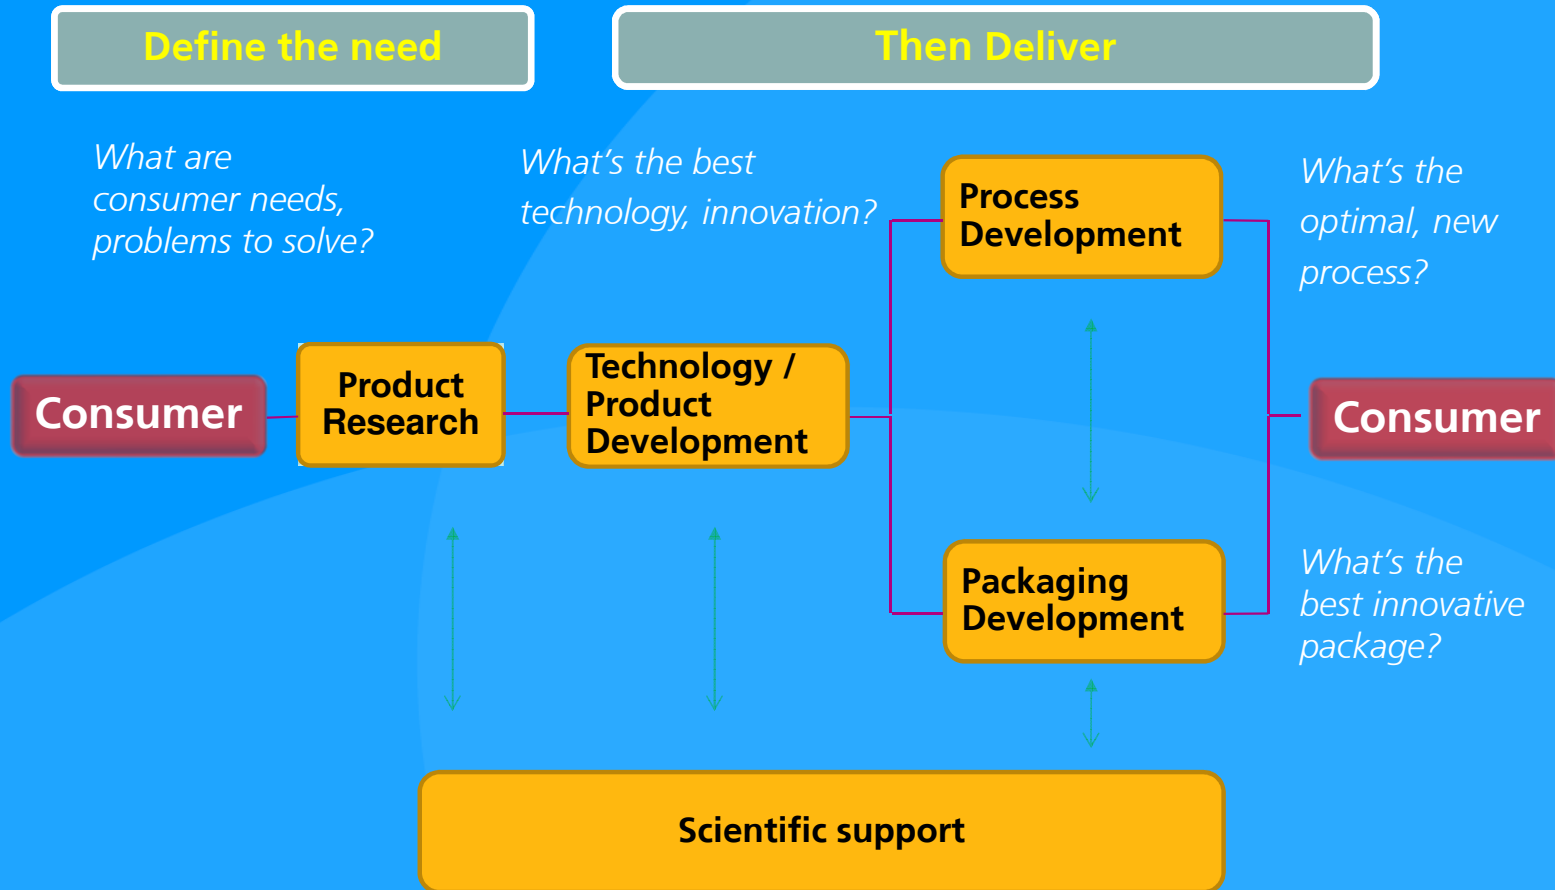 Define the need
Then Deliver
What are
consumer needs,
problems to solve?
What's the best
technology, innovation?
Process
Development
What's the
optimal, new
process?
Consumer
Product
Research
Technology /
Product
Development
Consumer
Packaging
Development
What's the
best innovative
package?
Scientific support